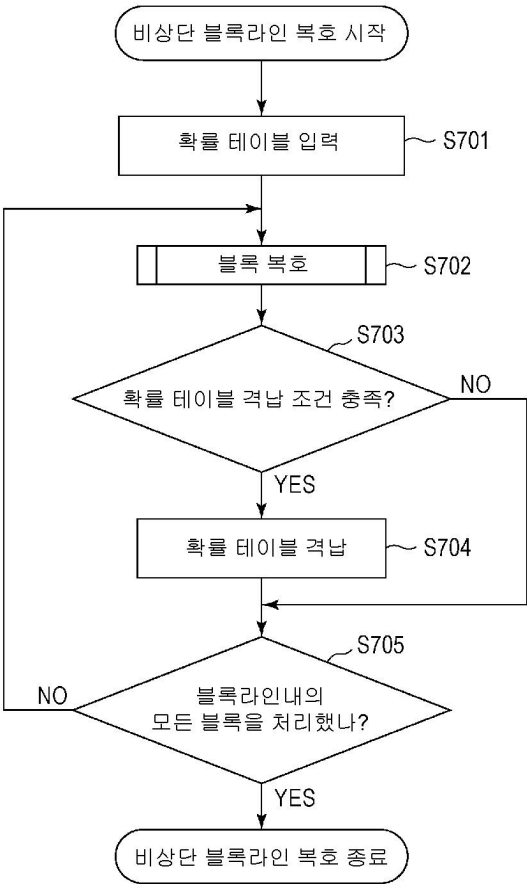 비상단 블록라인 복호 시작
확률 테이블 입력
S701
블록 복호
S702
S703
확률 테이블 격납 조건 충족?
NO
YES
확률 테이블 격납
S704
S705
NO
블록라인내의
모든 블록을 처리했나?
YES
비상단 블록라인 복호 종료